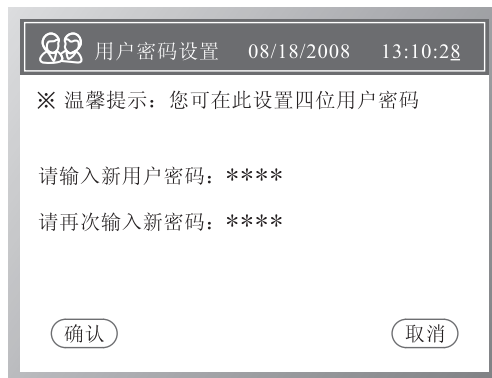 用户密码设置 08/18/2008 13:10:28
※ 温馨提示：您可在此设置四位用户密码
请输入新用户密码：****
请再次输入新密码：****
确认 取消